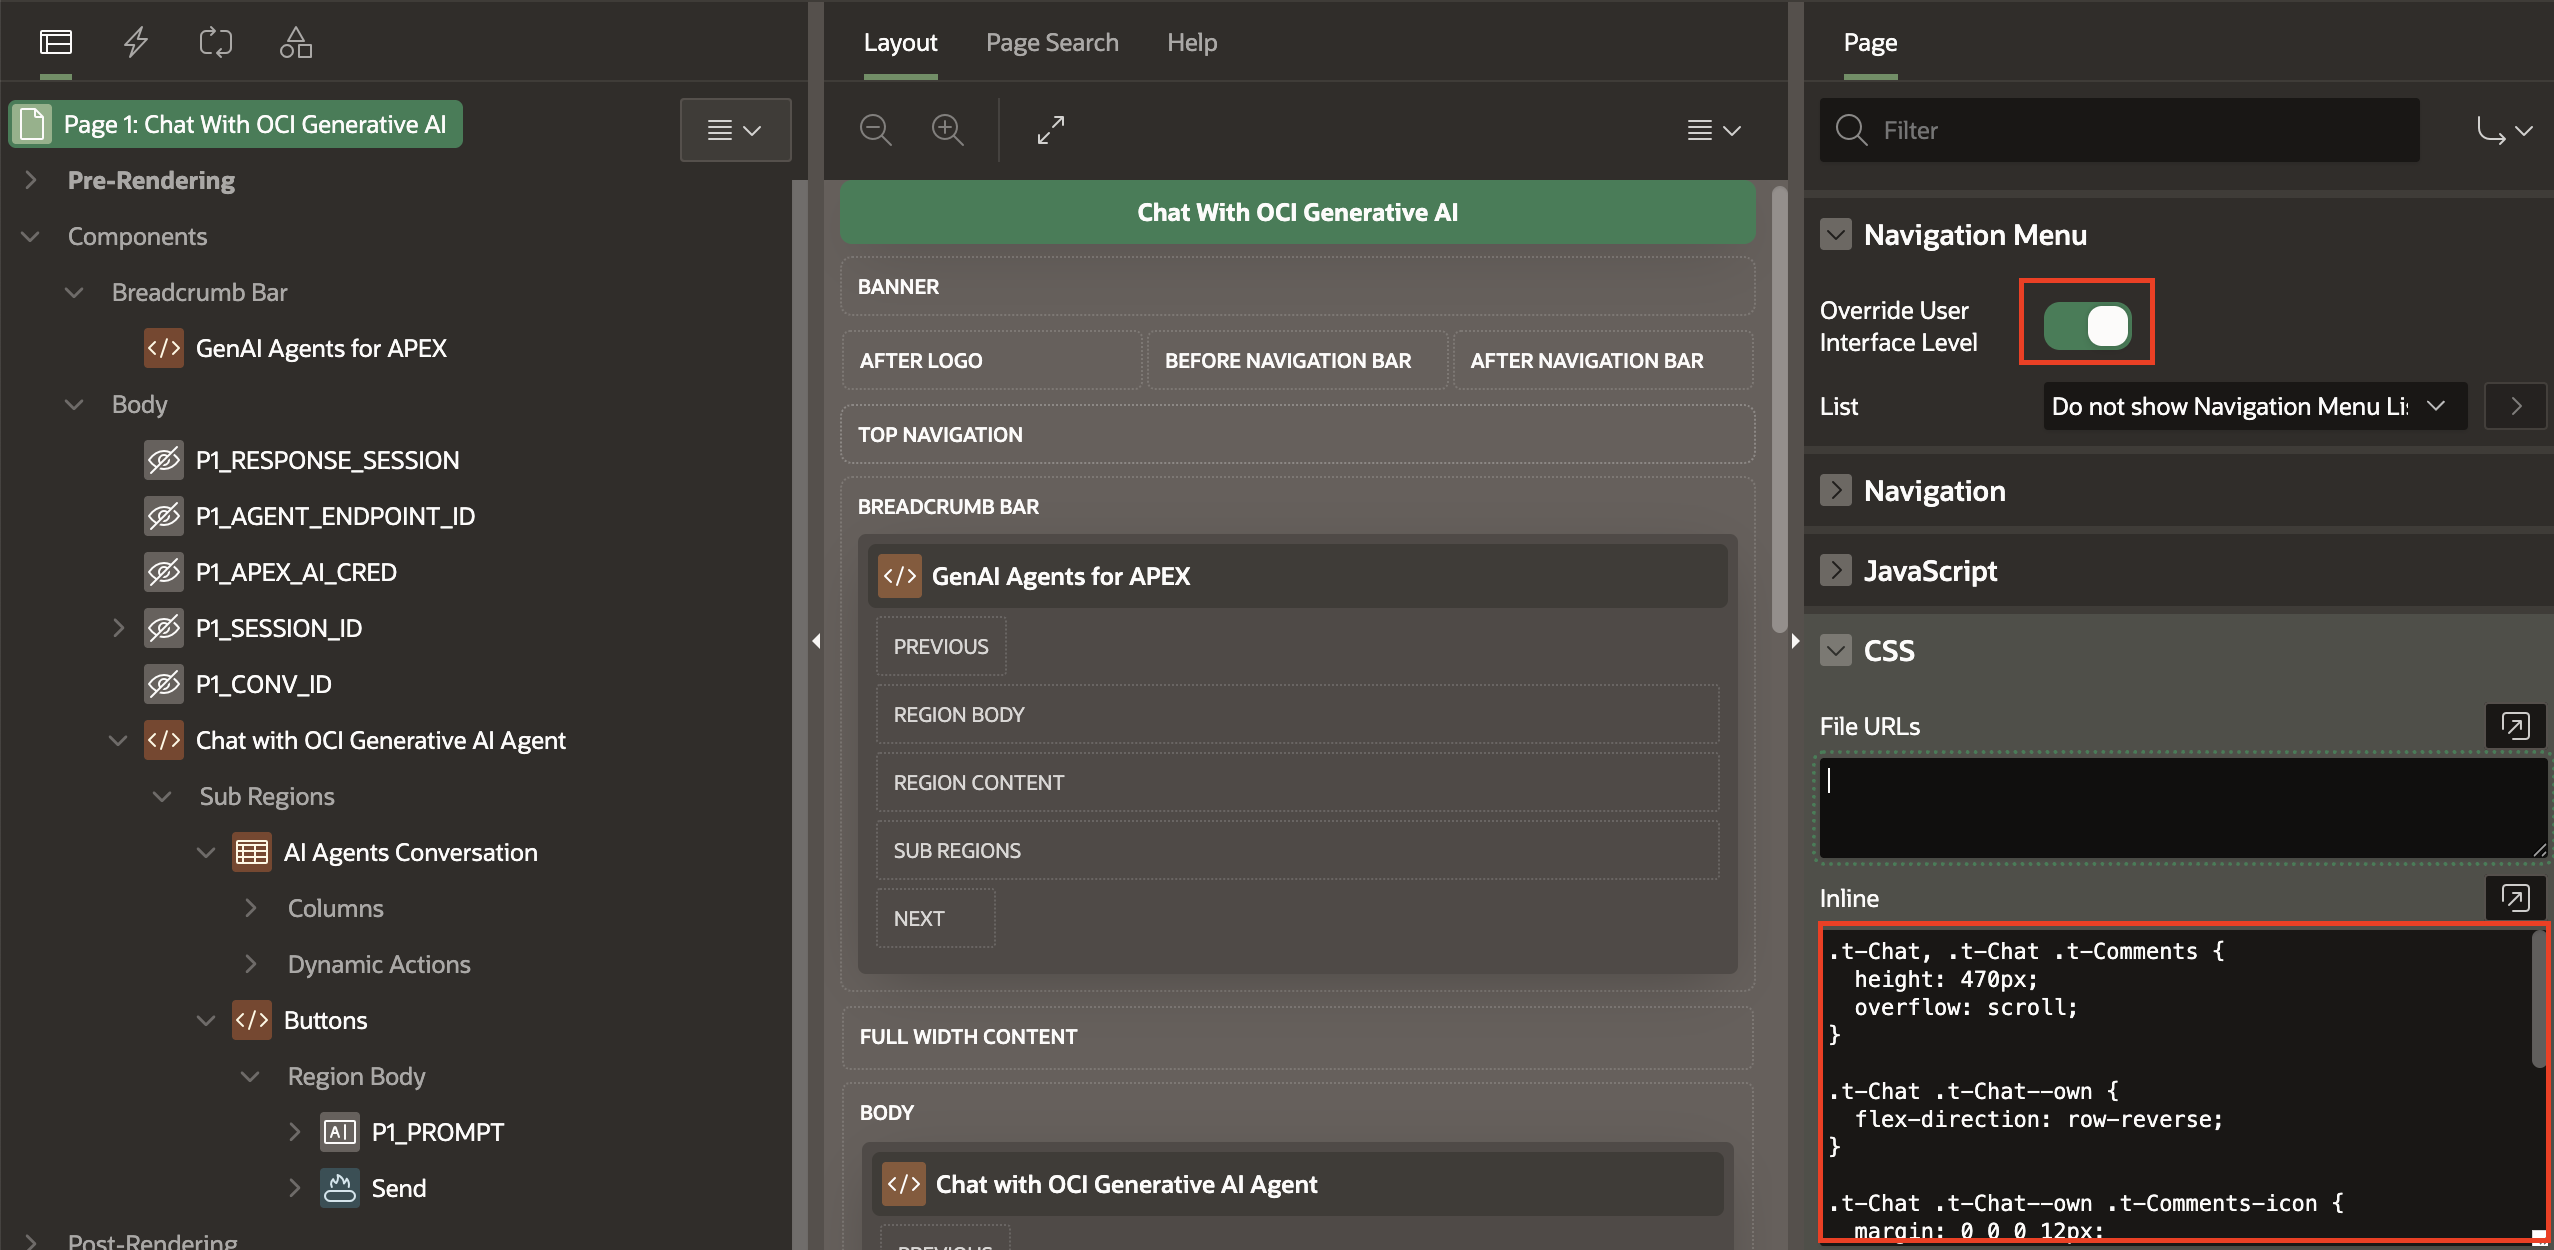 Page 1: Chat With OCI Generative AI
Pre-Rendering
Components
Breadcrumb Bar
</> GenAI Agents for APEX
Body
P1_RESPONSE_SESSION
P1_AGENT_ENDPOINT_ID
P1_APEX_AI_CRED
P1_SESSION_ID
P1_CONV_ID
</> Chat with OCI Generative AI Agent
Sub Regions
AI Agents Conversation
Columns
Dynamic Actions
</> Buttons
Region Body
AI P1_PROMPT
Send
Post-Rendering
Layout Page Search Help
Chat With OCI Generative AI
BANNER
AFTER LOGO BEFORE NAVIGATION BAR AFTER NAVIGATION BAR
TOP NAVIGATION
BREADCRUMB BAR
</> GenAI Agents for APEX
PREVIOUS
REGION BODY
REGION CONTENT
SUB REGIONS
NEXT
FULL WIDTH CONTENT
BODY
</> Chat with OCI Generative AI Agent
PREVIOUS
Page
Filter
Navigation Menu
Override User
Interface Level
List Do not show Navigation Menu Li
Navigation
JavaScript
CSS
File URLs
Inline
.t-Chat, .t-Chat .t-Comments {
height: 470px;
overflow: scroll;
}
.t-Chat .t-Chat--own {
flex-direction: row-reverse;
}
.t-Chat .t-Chat--own .t-Comments-icon {
margin: 0 0 0 12px;